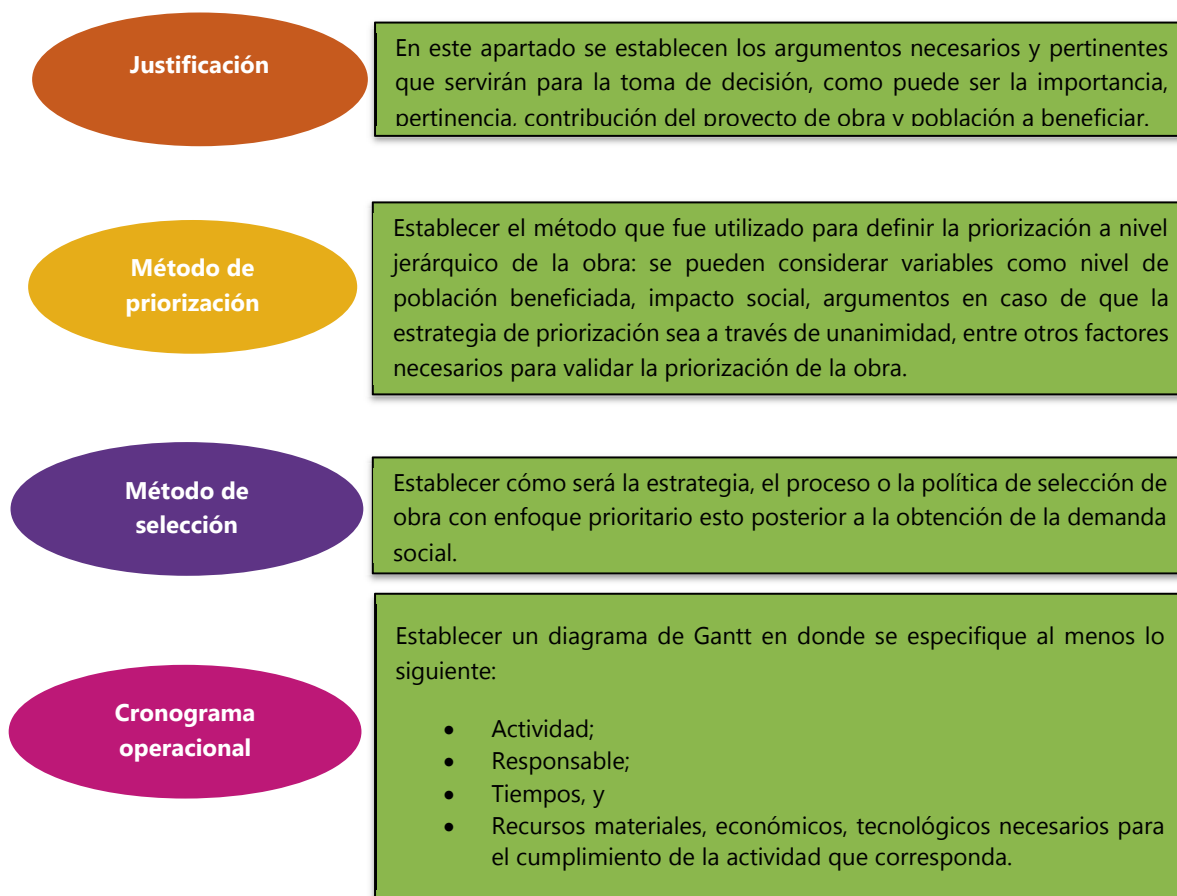 Justificación
En este apartado se establecen los argumentos necesarios y pertinentes
que servirán para la toma de decisión, como puede ser la importancia,
pertinencia, contribución del proyecto de obra y población a beneficiar.
Método de
priorización
Establecer el método que fue utilizado para definir la priorización a nivel
jerárquico de la obra: se pueden considerar variables como nivel de
población beneficiada, impacto social, argumentos en caso de que la
estrategia de priorización sea a través de unanimidad, entre otros factores
necesarios para validar la priorización de la obra.
Método de
selección
Establecer cómo será la estrategia, el proceso o la política de selección de
obra con enfoque prioritario esto posterior a la obtención de la demanda
social.
Cronograma
operacional
Establecer un diagrama de Gantt en donde se especifique al menos lo
siguiente:
• Actividad;
• Responsable;
• Tiempos, y
• Recursos materiales, económicos, tecnológicos necesarios para
el cumplimiento de la actividad que corresponda.